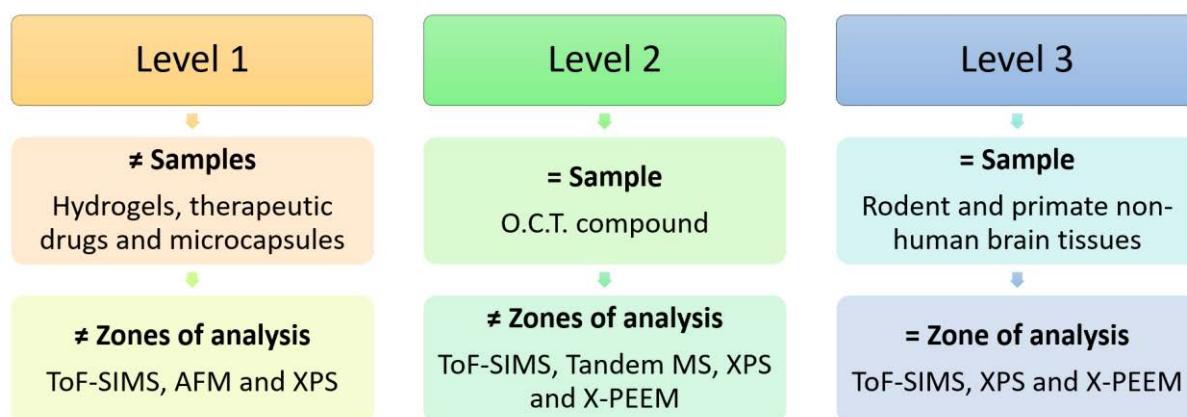 Level 1
≠ Samples
Hydrogels, therapeutic
drugs and microcapsules
≠ Zones of analysis
ToF-SIMS, AFM and XPS
Level 2
= Sample
O.C.T. compound
≠ Zones of analysis
ToF-SIMS, Tandem MS, XPS
and X-PEEM
Level 3
= Sample
Rodent and primate non-
human brain tissues
= Zone of analysis
ToF-SIMS, XPS and X-PEEM